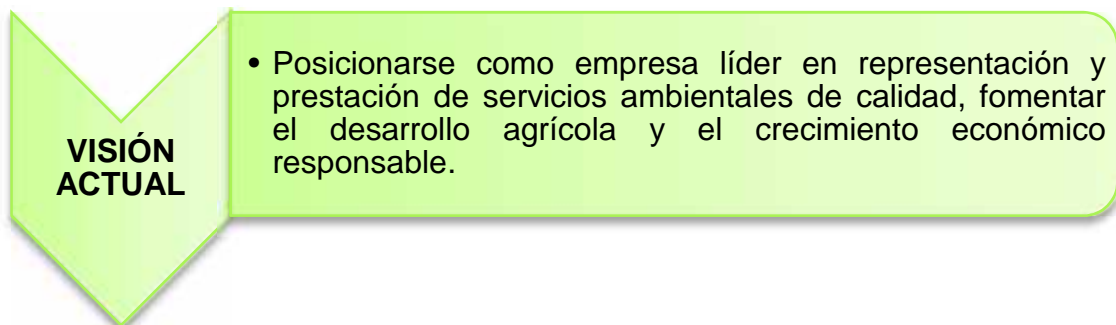 VISIÓN
ACTUAL
• Posicionarse como empresa líder en representación y
prestación de servicios ambientales de calidad, fomentar
el desarrollo agrícola y el crecimiento económico
responsable.